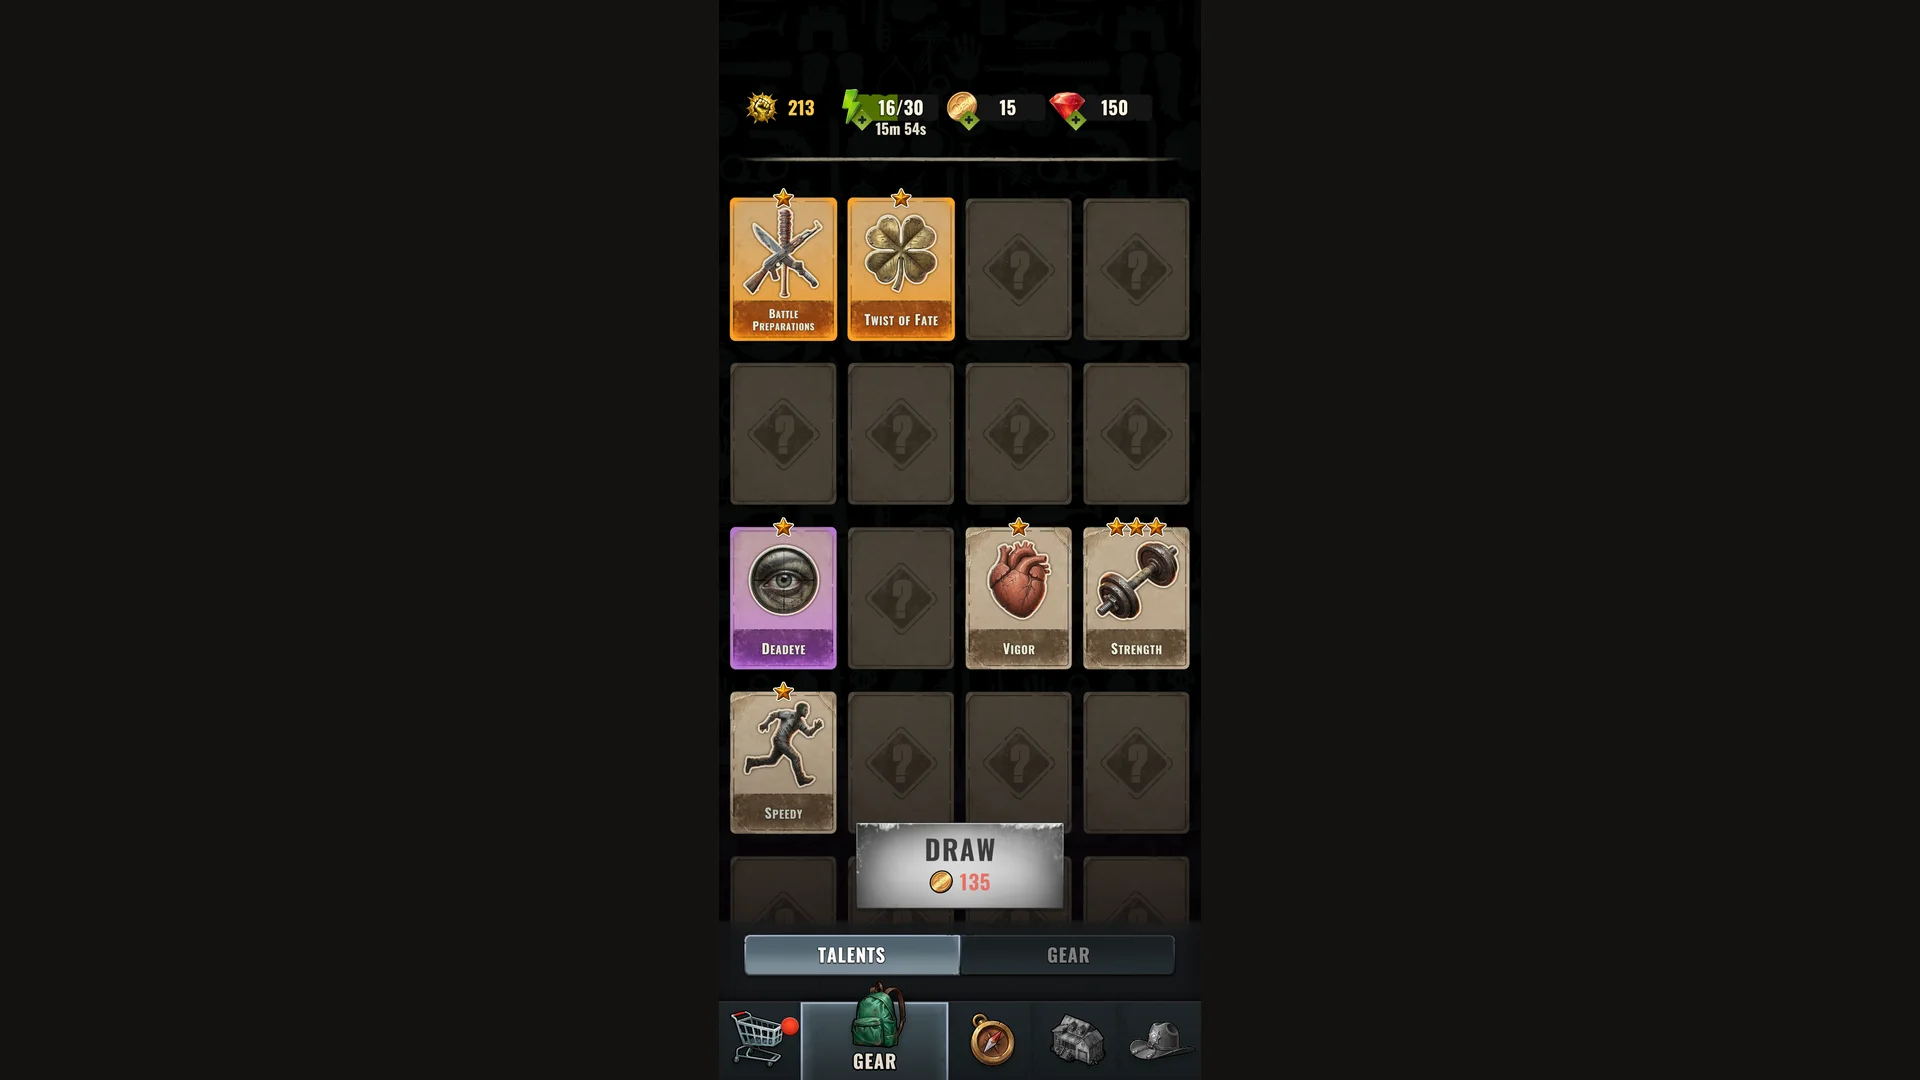 213
16/30
15
150
15m 54s
BATTLE
PREPARATIONS
TWIST OF FATE
?
?
?
?
?
?
DEADEYE
?
VIGOR
STRENGTH
SPEEDY
?
?
?
DRAW
135
TALENTS
GEAR
GEAR